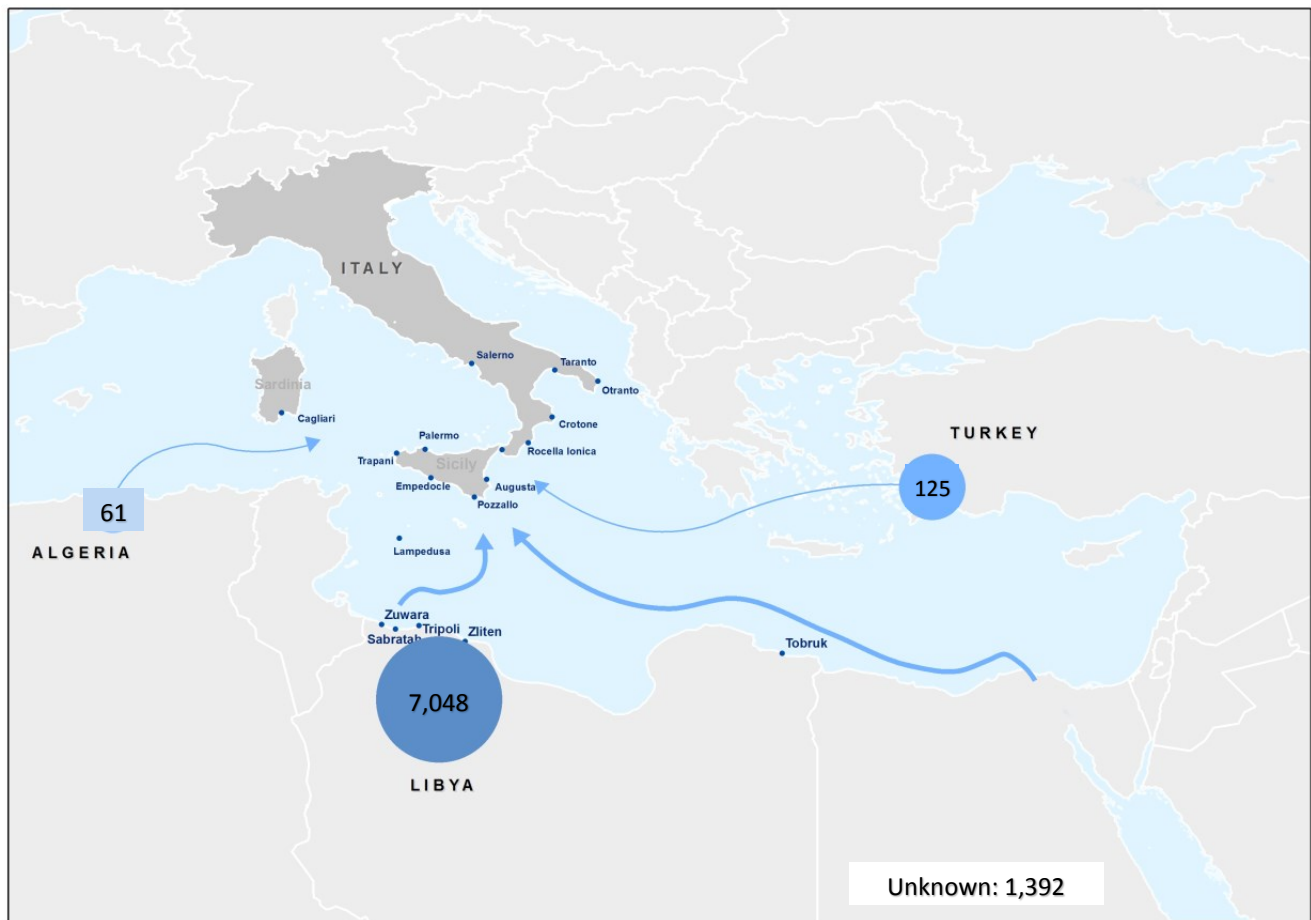 ITALY
Salerno
Taranto
Otranto
Sardinia
Cagliari
Crotone
Palermo
Rocella Ionica
TURKEY
Trapani
Sicily
Empedocle
Augusta
125
Pozzallo
61
ALGERIA
Lampedusa
Zuwara
Tripoli
Zliten
Sabratah
Tobruk
7,048
LIBYA
Unknown: 1,392